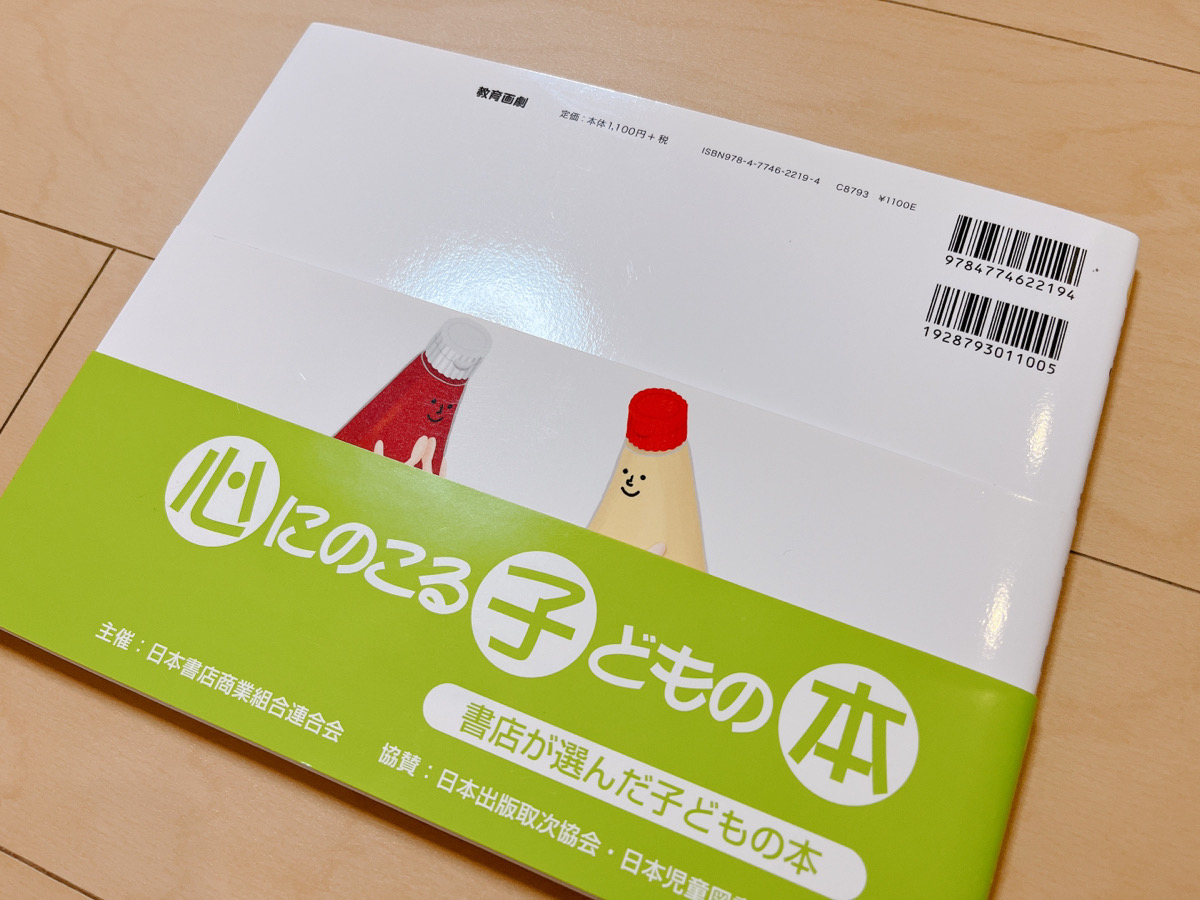 教育画劇
定価：本体1,100円+税
ISBN978-4-7746-2219-4 C8793 ¥1100E
9784774622194
1928793011005
心にのこる子どもの本
書店が選んだ子どもの本
主催：日本書店商業組合連合会
協賛：日本出版取次協会・日本児童図